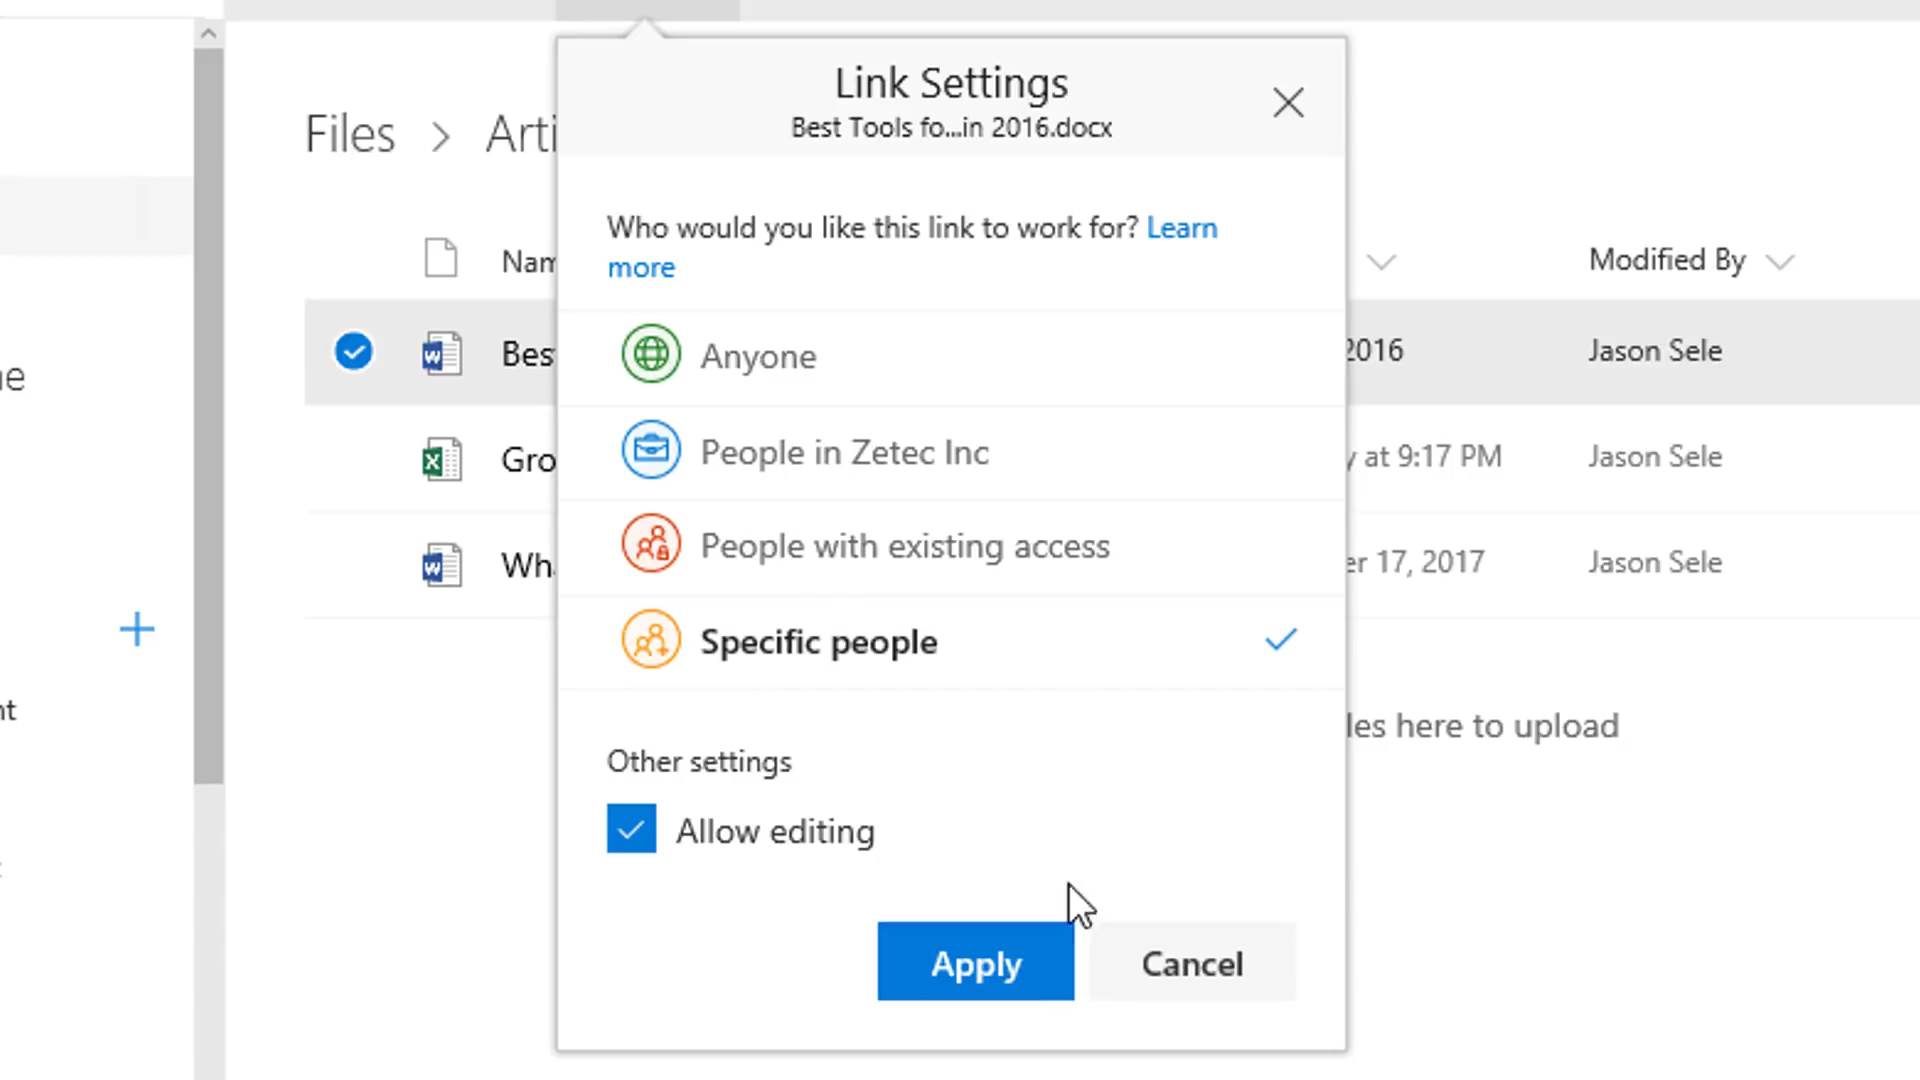 Link Settings
Best Tools fo...in 2016.docx
Files > Arti
Who would you like this link to work for? Learn
more
Nam
Modified By
Bes
2016
Jason Sele
Anyone
People in Zetec Inc
Gro
y at 9:17 PM
Jason Sele
People with existing access
Wha
er 17, 2017
Jason Sele
Specific people
les here to upload
Other settings
Allow editing
Apply
Cancel
ne
nt